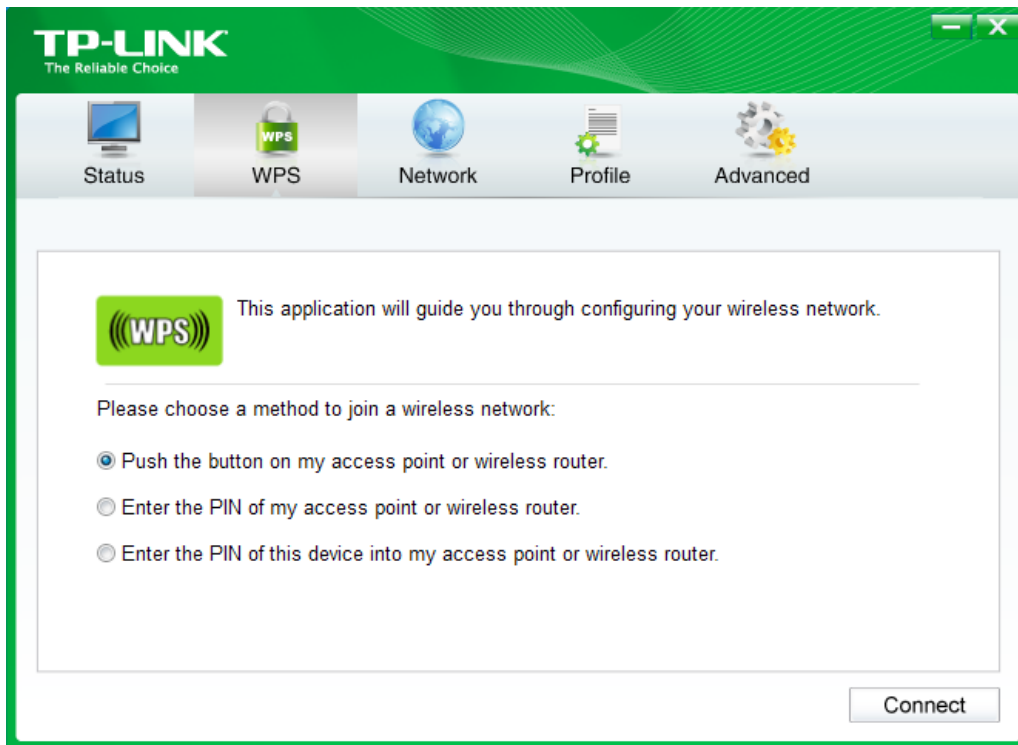 TP-LINK
The Reliable Choice
Status
WPS
WPS
Network
Profile
Advanced
(((WPS)))
This application will guide you through configuring your wireless network.
Please choose a method to join a wireless network:
Push the button on my access point or wireless router.
Enter the PIN of my access point or wireless router.
Enter the PIN of this device into my access point or wireless router.
Connect